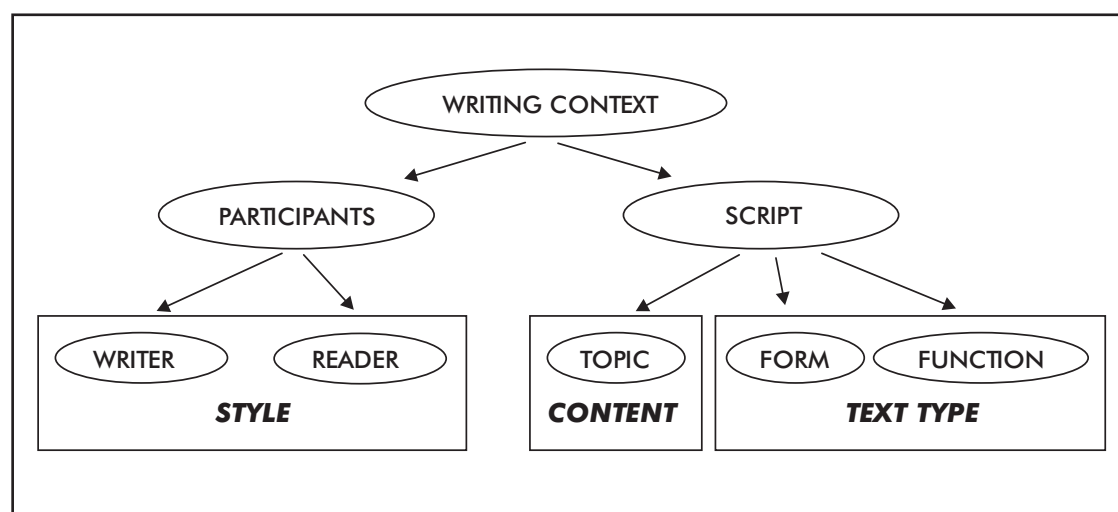 WRITING CONTEXT
PARTICIPANTS
SCRIPT
WRITER
READER
STYLE
TOPIC
CONTENT
FORM
FUNCTION
TEXT TYPE